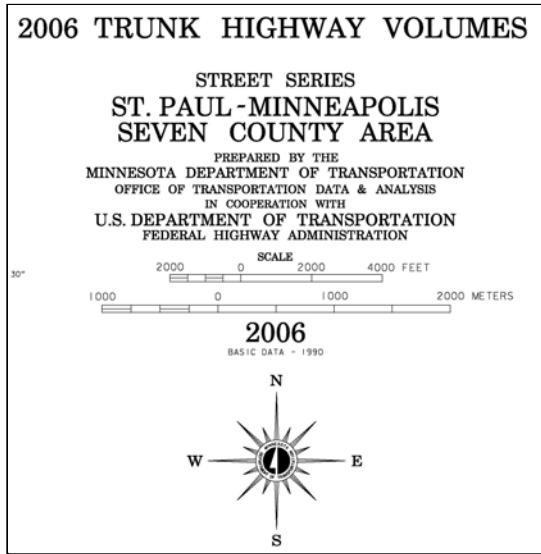 2006 TRUNK HIGHWAY VOLUMES
STREET SERIES
ST. PAUL-MINNEAPOLIS
SEVEN COUNTY AREA
PREPARED BY THE
MINNESOTA DEPARTMENT OF TRANSPORTATION
OFFICE OF TRANSPORTATION DATA & ANALYSIS
IN COOPERATION WITH
U.S. DEPARTMENT OF TRANSPORTATION
FEDERAL HIGHWAY ADMINISTRATION
SCALE
30"
2000 0 2000 4000 FEET
1000 0 1000 2000 METERS
2006
BASIC DATA - 1990
N
W E
S